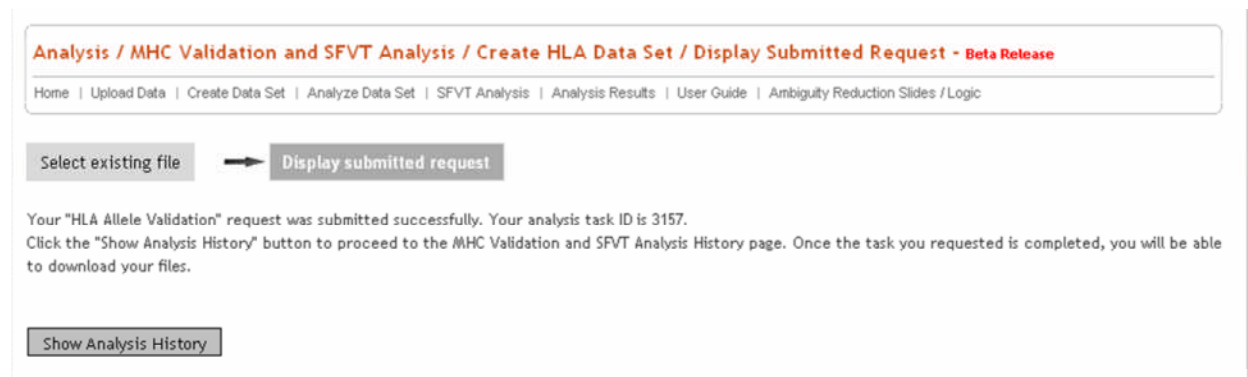 Analysis / MHC Validation and SFVT Analysis / Create HLA Data Set / Display Submitted Request - Beta Release
Home | Upload Data | Create Data Set | Analyze Data Set | SFVT Analysis | Analysis Results | User Guide | Ambiguity Reduction Slides / Logic
Select existing file Display submitted request
Your "HLA Allele Validation" request was submitted successfully. Your analysis task ID is 3157.
Click the "Show Analysis History" button to proceed to the MHC Validation and SFVT Analysis History page. Once the task you requested is completed, you will be able
to download your files.
Show Analysis History